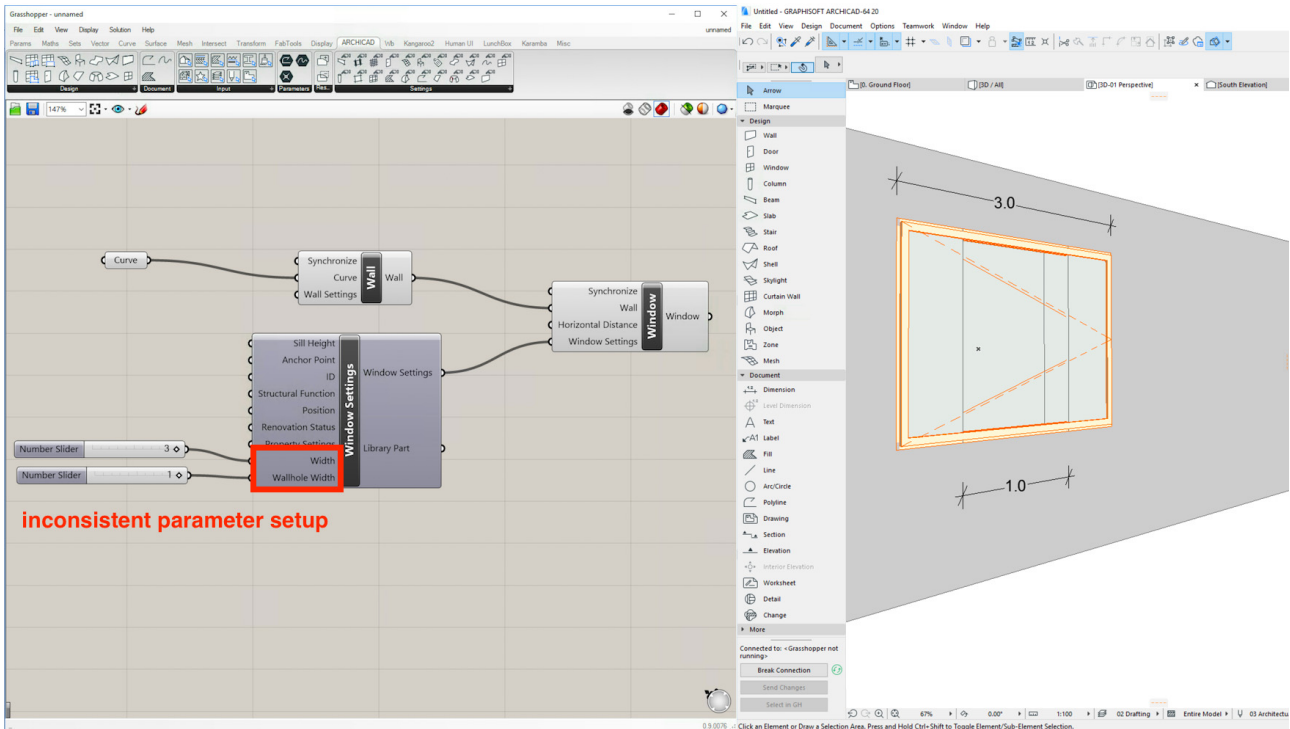 Grasshopper - unnamed
File Edit View Display Solution Help
unnamed
Params Maths Sets Vector Curve Surface Mesh Intersect Transform FabTools Display ARCHICAD Wb Kangaroo2 Human UI LunchBox Karamba Misc
Design Document Input Parameters Res... Settings
147%
Curve
Synchronize
Curve
Wall Settings
Wall
Wall
Synchronize
Wall
Horizontal Distance
Window Settings
Window
Window
Sill Height
Anchor Point
ID
Structural Function
Position
Renovation Status
Property Settings
Width
Wallhole Width
Window Settings
Window Settings
Library Part
Number Slider 3
Number Slider 1
inconsistent parameter setup
0.9.0076
Untitled - GRAPHISOFT ARCHICAD-64 20
File Edit View Design Document Options Teamwork Window Help
[0. Ground Floor] [3D / All] [3D-01 Perspective] [South Elevation]
Arrow
Marquee
Design
Wall
Door
Window
Column
Beam
Slab
Stair
Roof
Shell
Skylight
Curtain Wall
Morph
Object
Zone
Mesh
Document
Dimension
Level Dimension
Text
A1 Label
Fill
Line
Arc/Circle
Polyline
Drawing
Section
Elevation
Interior Elevation
Worksheet
Detail
Change
More
Connected to: <Grasshopper not
running>
Break Connection
Send Changes
Select in GH
3.0
1.0
67% 0.00° 1:100 02 Drafting Entire Model 03 Architectu
Click an Element or Draw a Selection Area. Press and Hold Ctrl+Shift to Toggle Element/Sub-Element Selection.